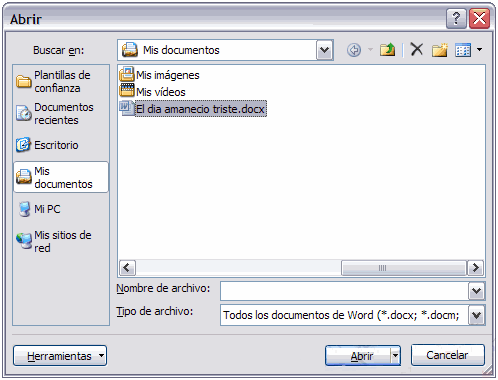 Abrir
Buscar en:
Mis documentos
Plantillas de
confianza
Documentos
recientes
Escritorio
Mis
documentos
Mi PC
Mis sitios de
red
Mis imágenes
Mis vídeos
El dia amanecio triste.docx
Nombre de archivo:
Tipo de archivo:
Todos los documentos de Word (*.docx; *.docm;
Herramientas
Abrir
Cancelar